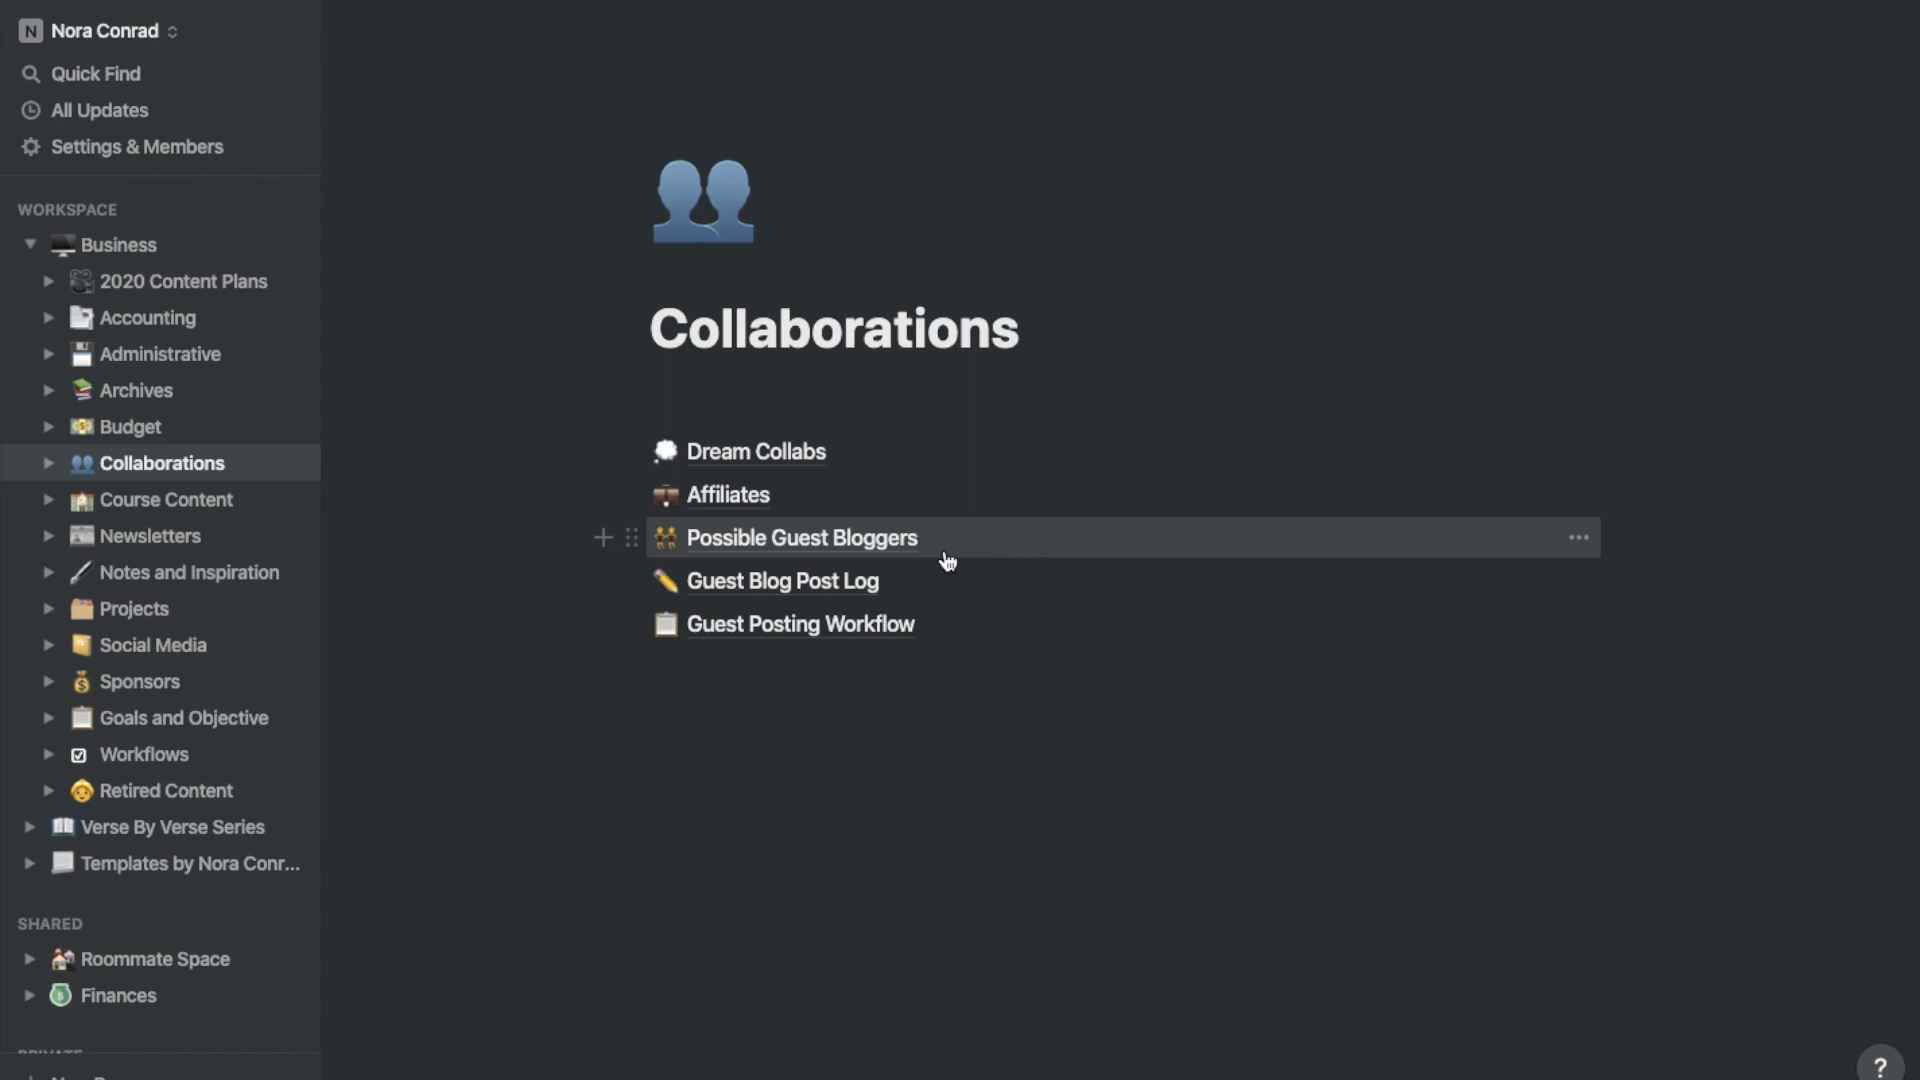 N Nora Conrad
Quick Find
All Updates
Settings & Members
WORKSPACE
Business
2020 Content Plans
Accounting
Administrative
Archives
Budget
Collaborations
Course Content
Newsletters
Notes and Inspiration
Projects
Social Media
Sponsors
Goals and Objective
Workflows
Retired Content
Verse By Verse Series
Templates by Nora Conr...
SHARED
Roommate Space
Finances
Collaborations
Dream Collabs
Affiliates
Possible Guest Bloggers
Guest Blog Post Log
Guest Posting Workflow
?